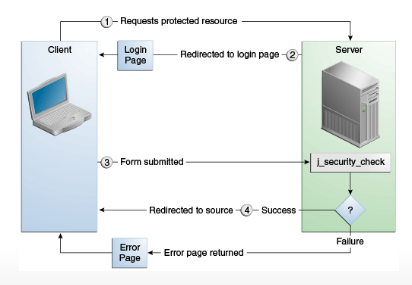 1 Requests protected resource
Client
Login
Page
Redirected to login page 2
Server
3 Form submitted
j_security_check
Redirected to source 4 Success
?
Failure
Error
Page
Error page returned